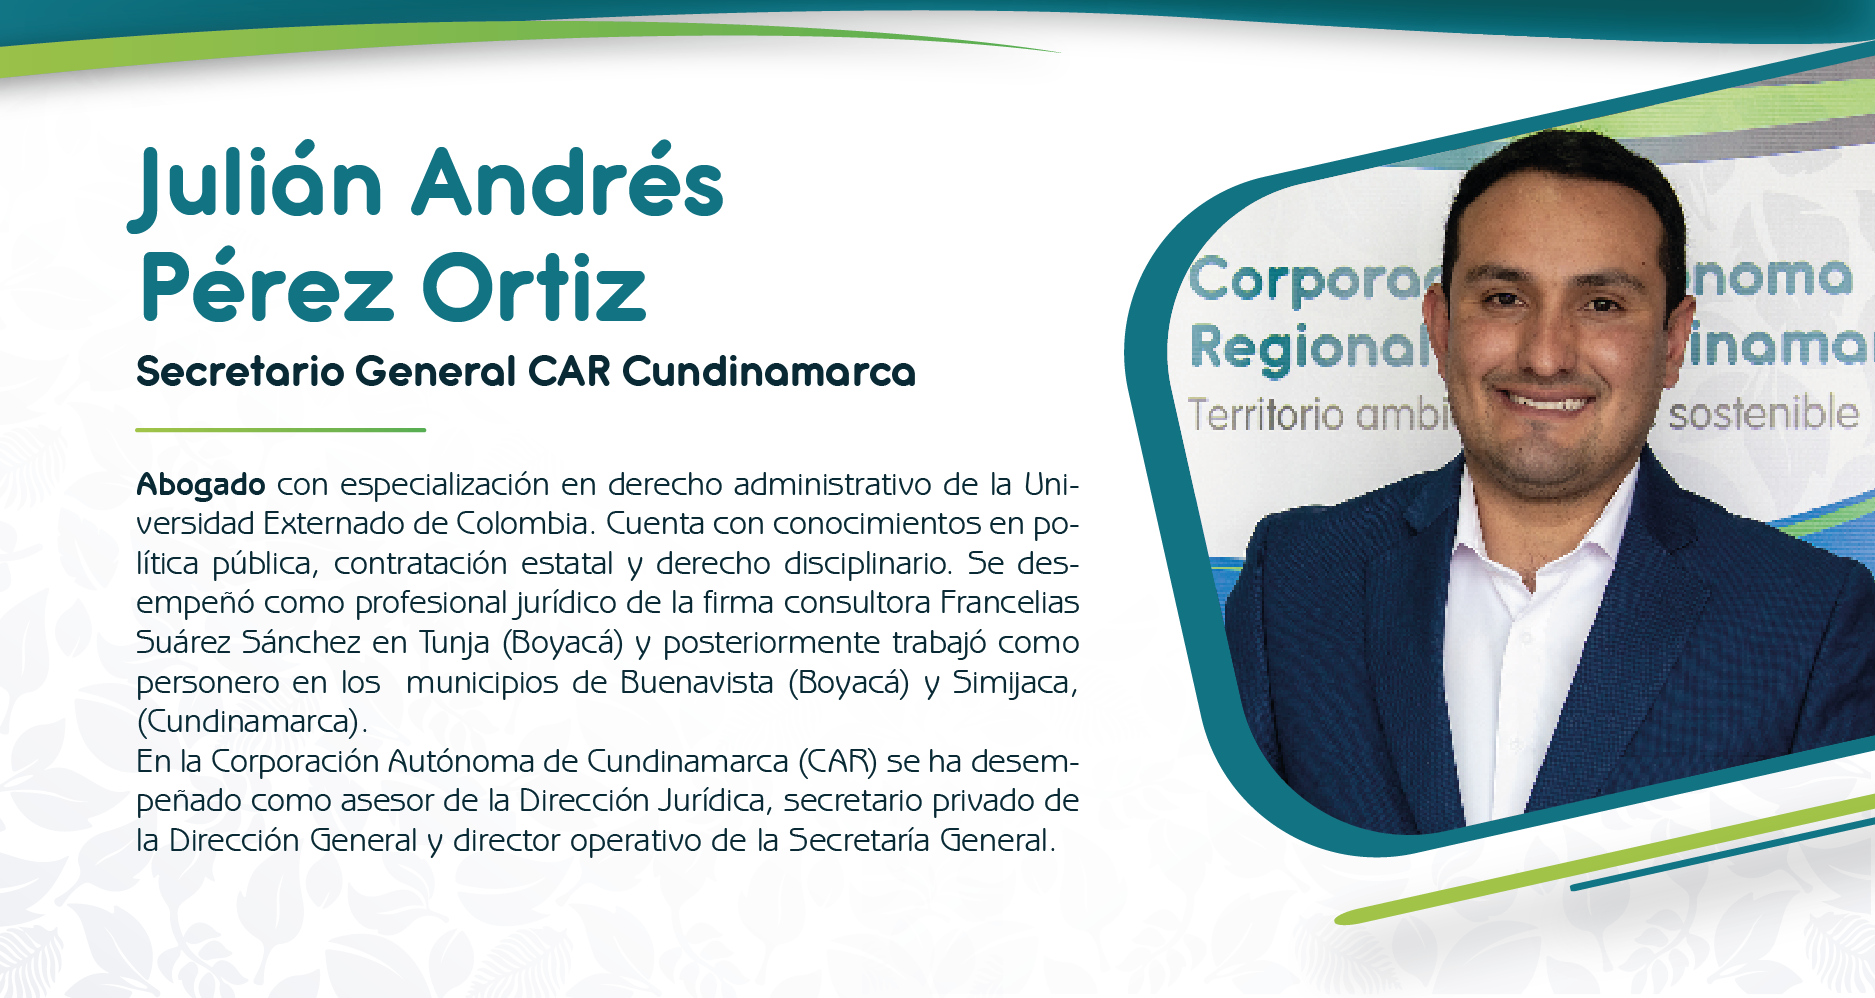 Julián Andrés
Pérez Ortiz
Secretario General CAR Cundinamarca
Abogado con especialización en derecho administrativo de la Uni-
versidad Externado de Colombia. Cuenta con conocimientos en po-
lítica pública, contratación estatal y derecho disciplinario. Se des-
empeñó como profesional jurídico de la firma consultora Francelias
Suárez Sánchez en Tunja (Boyacá) y posteriormente trabajó como
personero en los  municipios de Buenavista (Boyacá) y Simijaca,
(Cundinamarca).
En la Corporación Autónoma de Cundinamarca (CAR) se ha desem-
peñado como asesor de la Dirección Jurídica, secretario privado de
la Dirección General y director operativo de la Secretaría General.
Regional
Territorio sostenible